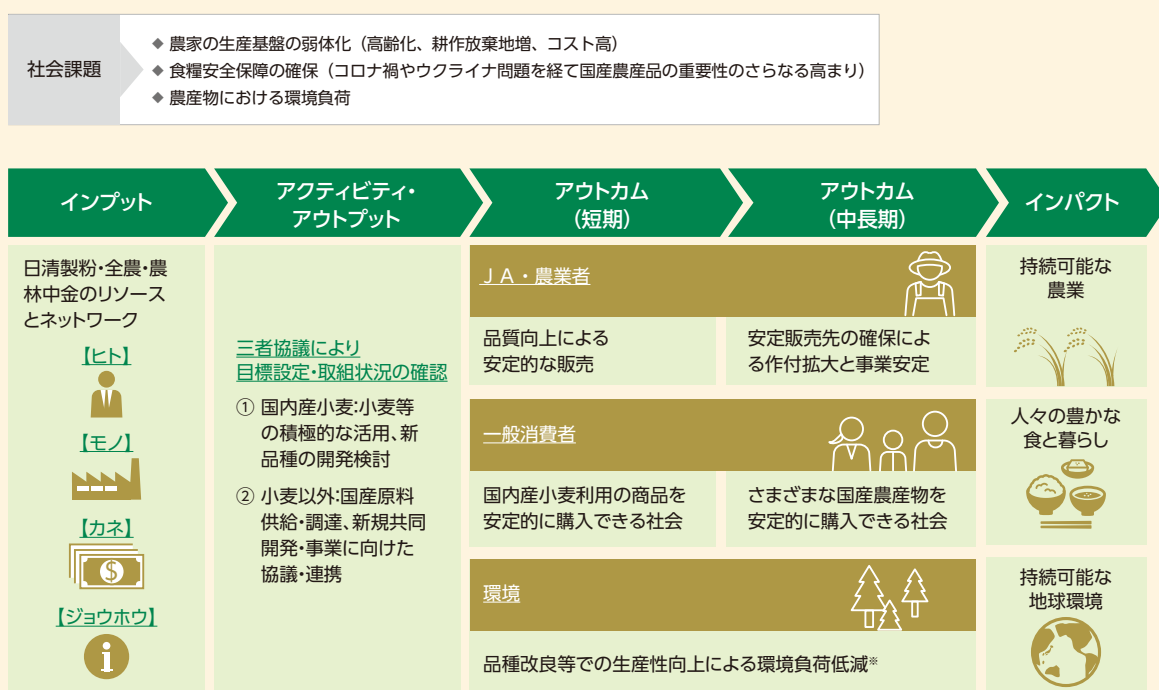 社会課題
◆ 農家の生産基盤の弱体化（高齢化、耕作放棄地増、コスト高）
◆ 食糧安全保障の確保（コロナ禍やウクライナ問題を経て国産農産品の重要性のさらなる高まり）
◆ 農産物における環境負荷
インプット
アクティビティ・
アウトプット
アウトカム
（短期）
アウトカム
（中長期）
インパクト
日清製粉・全農・農
林中金のリソース
とネットワーク
【ヒト】
【モノ】
【カネ】
$
【ジョウホウ】
i
三者協議により
目標設定・取組状況の確認
① 国内産小麦:小麦等
の積極的な活用、新
品種の開発検討
② 小麦以外:国産原料
供給・調達、新規共同
開発・事業に向けた
協議・連携
ＪＡ・農業者
品質向上による
安定的な販売
安定販売先の確保によ
る作付拡大と事業安定
一般消費者
国内産小麦利用の商品を
安定的に購入できる社会
さまざまな国産農産物を
安定的に購入できる社会
環境
品種改良等での生産性向上による環境負荷低減※
持続可能な
農業
人々の豊かな
食と暮らし
持続可能な
地球環境